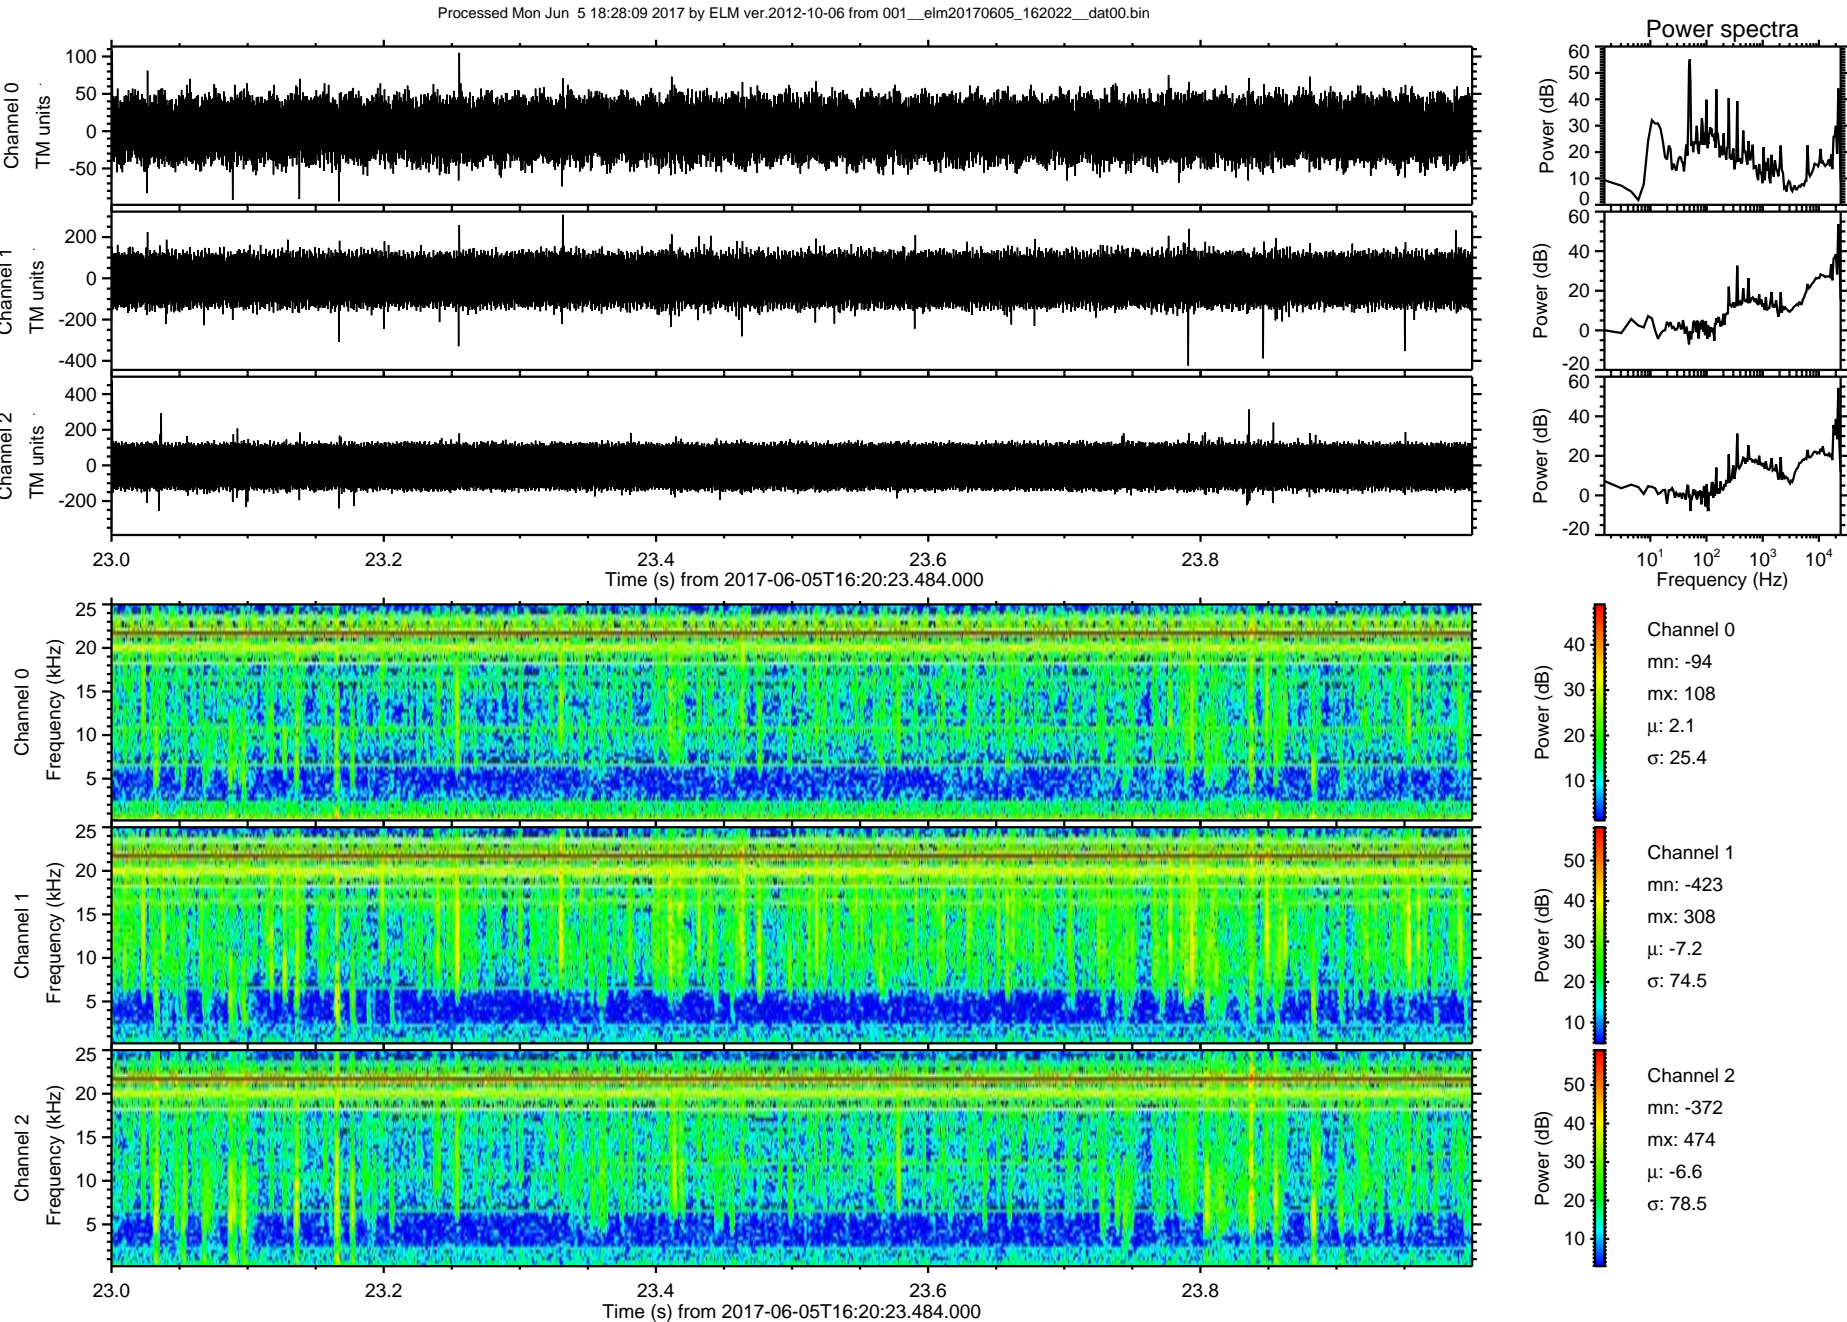 Processed Mon Jun  5 18:28:09 2017 by ELM ver.2012-10-06 from 001__elm20170605_162022__dat00.bin
Power spectra
Channel 0
TM units
100
50
0
-50
Power (dB)
60
50
40
30
20
10
0
Channel 1
TM units
200
0
-200
-400
Power (dB)
60
40
20
0
-20
Channel 2
TM units
400
200
0
-200
Power (dB)
60
40
20
0
-20
23.0 23.2 23.4 23.6 23.8
Time (s) from 2017-06-05T16:20:23.484.000
10¹ 10² 10³ 10⁴
Frequency (Hz)
Channel 0
Frequency (kHz)
25
20
15
10
5
Power (dB)
40
30
20
10
Channel 0
mn: -94
mx: 108
μ: 2.1
σ: 25.4
Channel 1
Frequency (kHz)
25
20
15
10
5
Power (dB)
50
40
30
20
10
Channel 1
mn: -423
mx: 308
μ: -7.2
σ: 74.5
Channel 2
Frequency (kHz)
25
20
15
10
5
Power (dB)
50
40
30
20
10
Channel 2
mn: -372
mx: 474
μ: -6.6
σ: 78.5
23.0 23.2 23.4 23.6 23.8
Time (s) from 2017-06-05T16:20:23.484.000